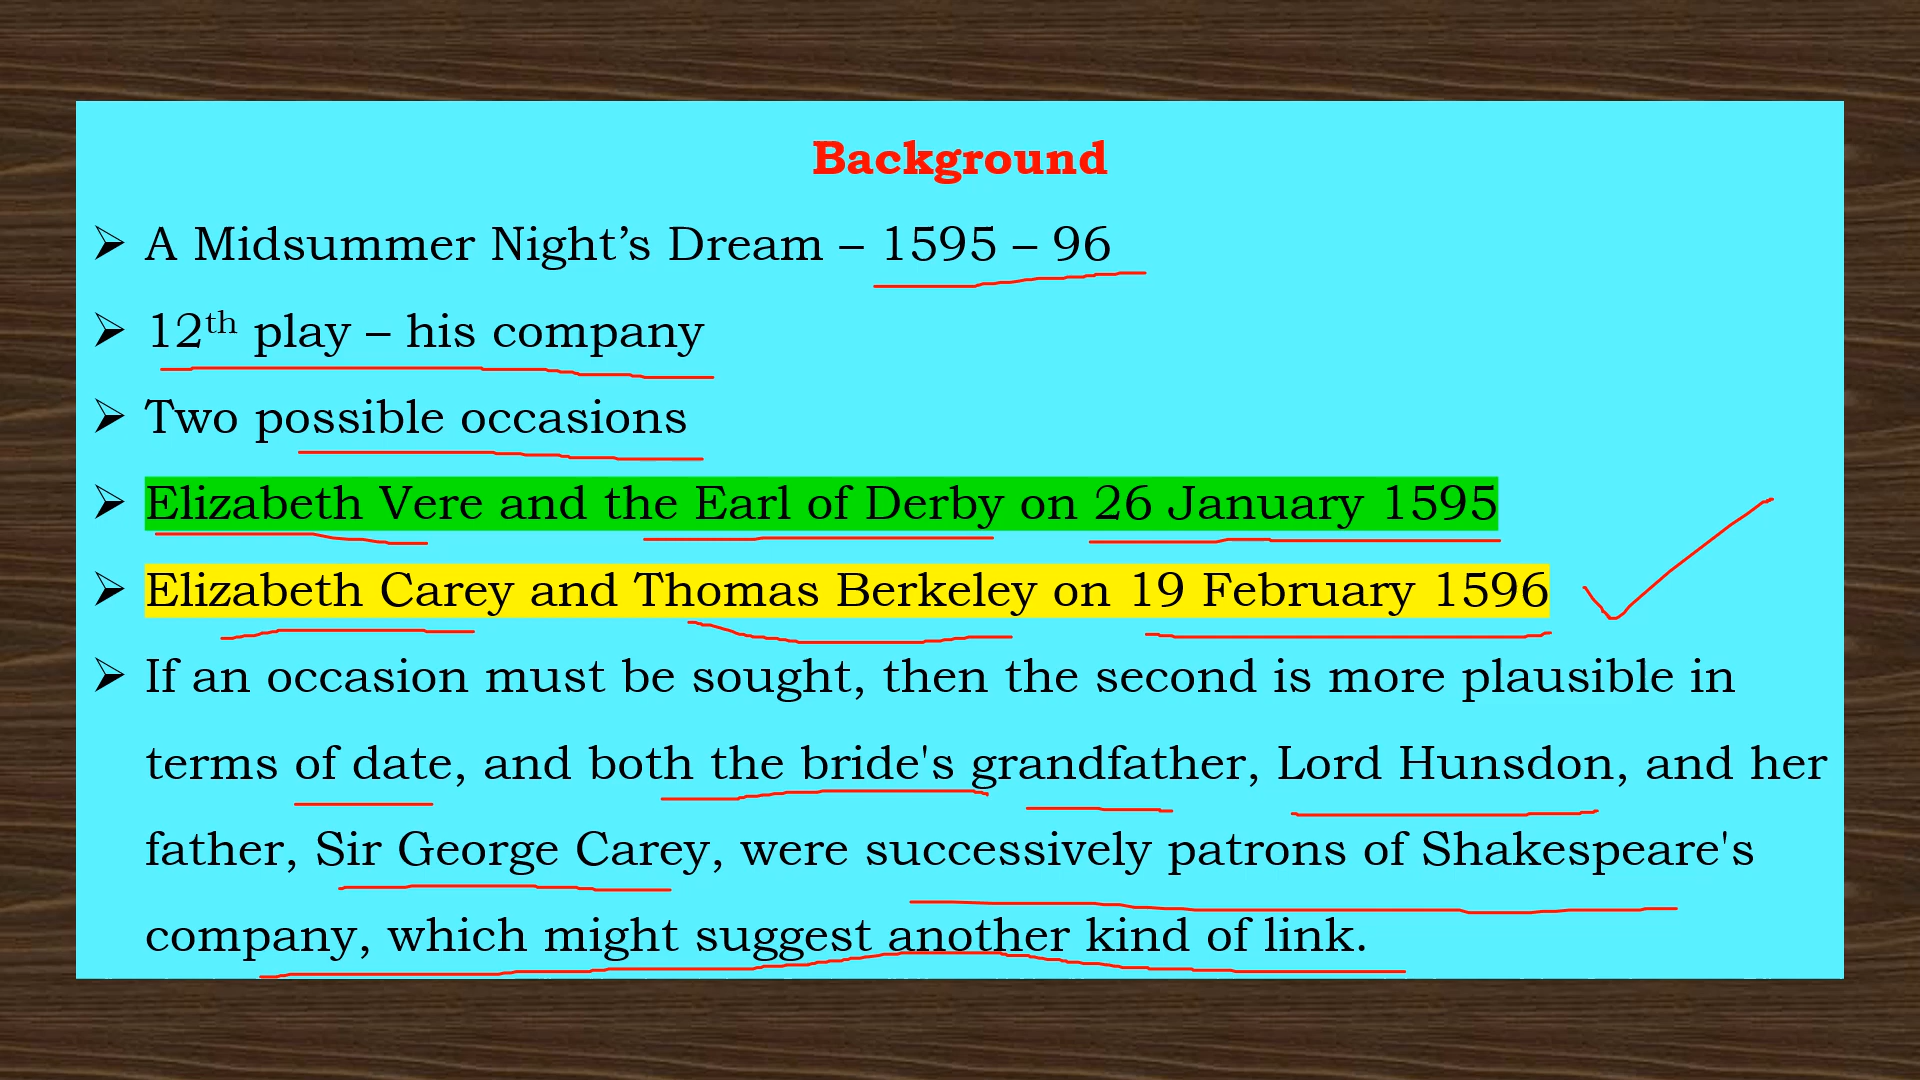 Background
➢ A Midsummer Night’s Dream – 1595 – 96
➢ 12th play – his company
➢ Two possible occasions
➢ Elizabeth Vere and the Earl of Derby on 26 January 1595
➢ Elizabeth Carey and Thomas Berkeley on 19 February 1596
➢ If an occasion must be sought, then the second is more plausible in
terms of date, and both the bride's grandfather, Lord Hunsdon, and her
father, Sir George Carey, were successively patrons of Shakespeare's
company, which might suggest another kind of link.